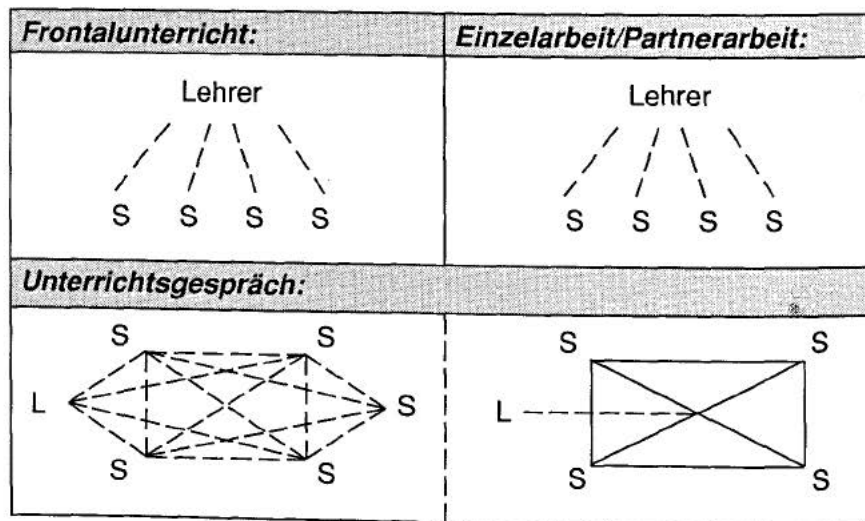 Frontalunterricht:
Einzelarbeit/Partnerarbeit:
Lehrer
S S S S
Lehrer
S S S S
Unterrichtsgespräch:
S S
L S
S S
S S
L
S S